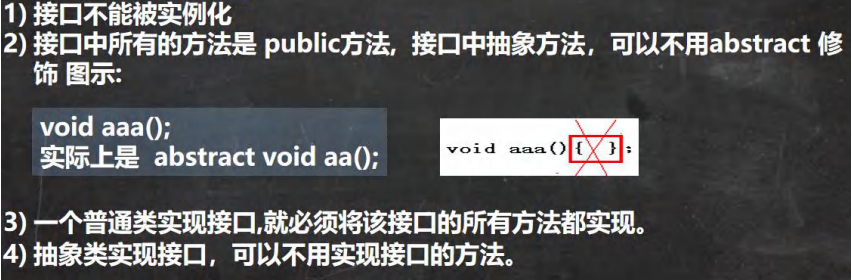 1) 接口不能被实例化
2) 接口中所有的方法是 public方法, 接口中抽象方法，可以不用abstract 修
饰 图示:
void aaa();
实际上是 abstract void aa();
void aaa(){ };
3) 一个普通类实现接口,就必须将该接口的所有方法都实现。
4) 抽象类实现接口，可以不用实现接口的方法。